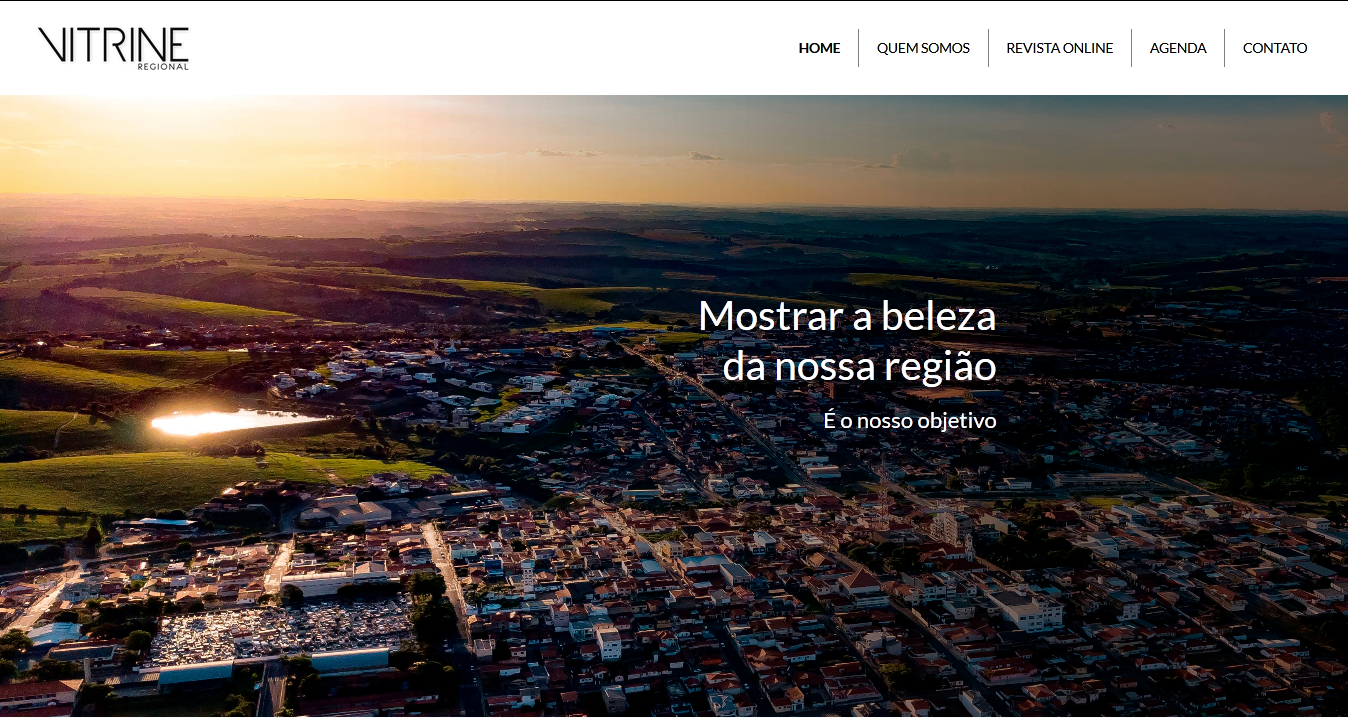 VITRINE
REGIONAL
HOME
QUEM SOMOS
REVISTA ONLINE
AGENDA
CONTATO
Mostrar a beleza
da nossa região
É o nosso objetivo